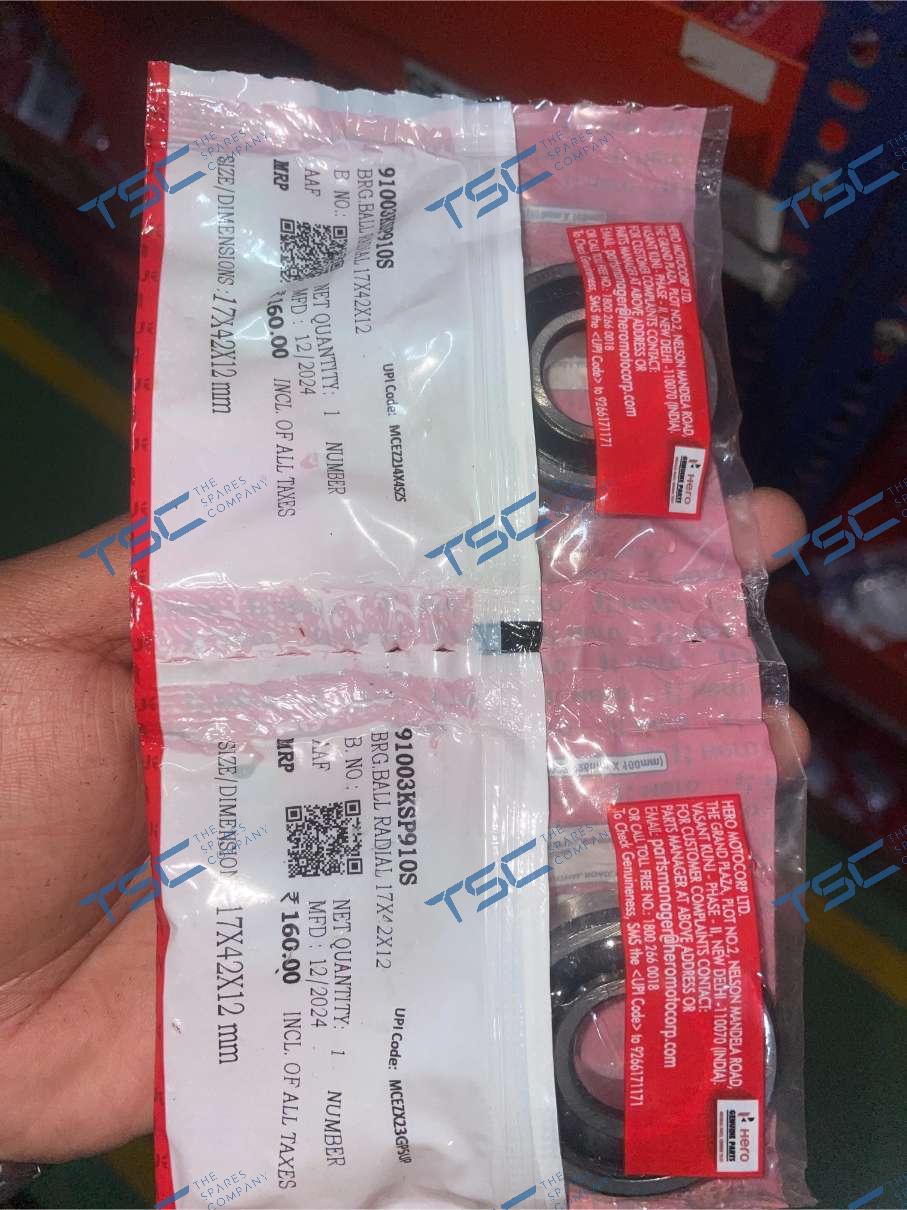 91003KSP910S
BRG.BALL RADIAL 17X42X12
B NO.:
AAF
NET QUANTITY: 1 NUMBER
MFD : 12/2024
MRP ₹160.00 INCL. OF ALL TAXES
SIZE/DIMENSIONS:17X42X12 mm
UPI Code:
HERO MOTOCORP LTD.
THE GRAND PLAZA, PLOT NO.2, NELSON MANDELA ROAD,
VASANT KUNJ - PHASE - II, NEW DELHI -110070 (INDIA).
FOR CUSTOMER COMPLAINTS CONTACT:
PARTS MANAGER AT ABOVE ADDRESS OR
EMAIL: partsmanager@heromotocorp.com
OR CALL TOLL FREE NO.: 1800 266 0018
To Check Genuineness, SMS the <UPI Code> to 9266171171
Hero
GENUINE PARTS
91003KSP910S
BRG.BALL RADIAL 17X42X12
B NO.:
AAF
NET QUANTITY: 1 NUMBER
MFD : 12/2024
MRP ₹160.00 INCL. OF ALL TAXES
SIZE/DIMENSION 17X42X12 mm
UPI Code:
HERO MOTOCORP LTD.
THE GRAND PLAZA, PLOT NO.2, NELSON MANDELA ROAD,
VASANT KUNJ - PHASE - II, NEW DELHI -110070 (INDIA).
FOR CUSTOMER COMPLAINTS CONTACT:
PARTS MANAGER AT ABOVE ADDRESS OR
EMAIL: partsmanager@heromotocorp.com
OR CALL TOLL FREE NO.: 1800 266 0018
To Check Genuineness, SMS the <UPI Code> to 9266171171
Hero
GENUINE PARTS
TSC THE SPARES COMPANY